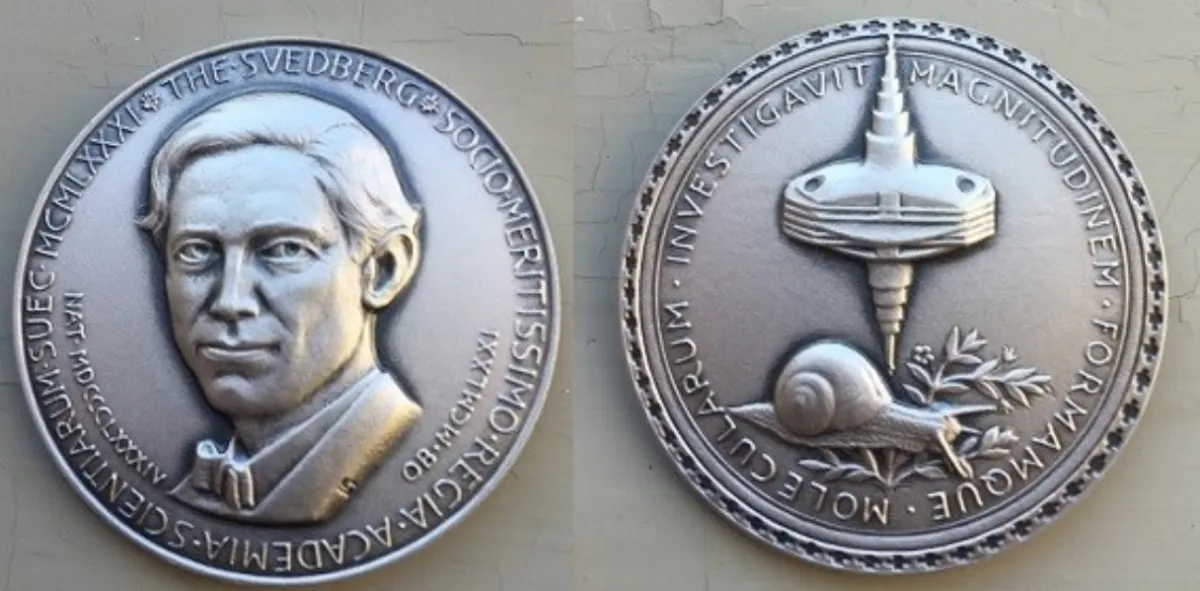 THE·SVEDBERG * SOCIO·MERITISSIMO·REGIA·ACADEMIA·SCIENTIARUM·SUEC·MCMLXXXI *
NAT·MDCCCLXXXIV
OB·MCMLXXI
INVESTIGAVIT MAGNITUDINEM·FORMAMQUE·MOLECULARUM·